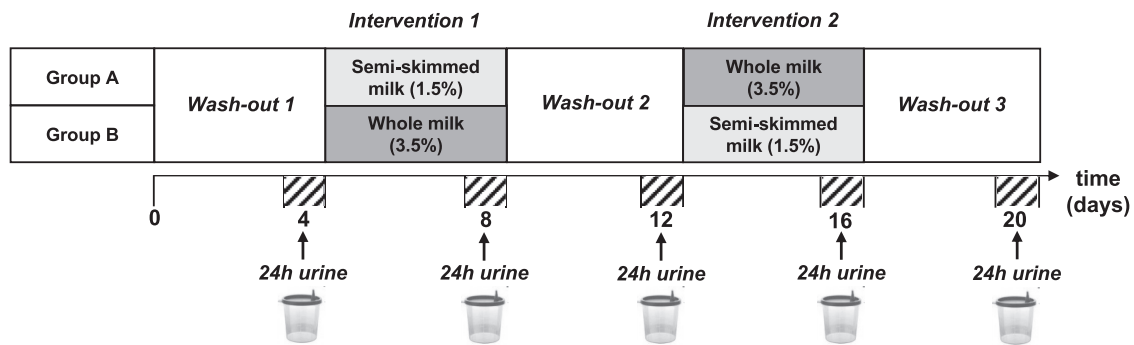 Intervention 1
Intervention 2
Group A
Group B
Wash-out 1
Semi-skimmed
milk (1.5%)
Whole milk
(3.5%)
Wash-out 2
Whole milk
(3.5%)
Semi-skimmed
milk (1.5%)
Wash-out 3
time
(days)
0
4
8
12
16
20
24h urine
24h urine
24h urine
24h urine
24h urine